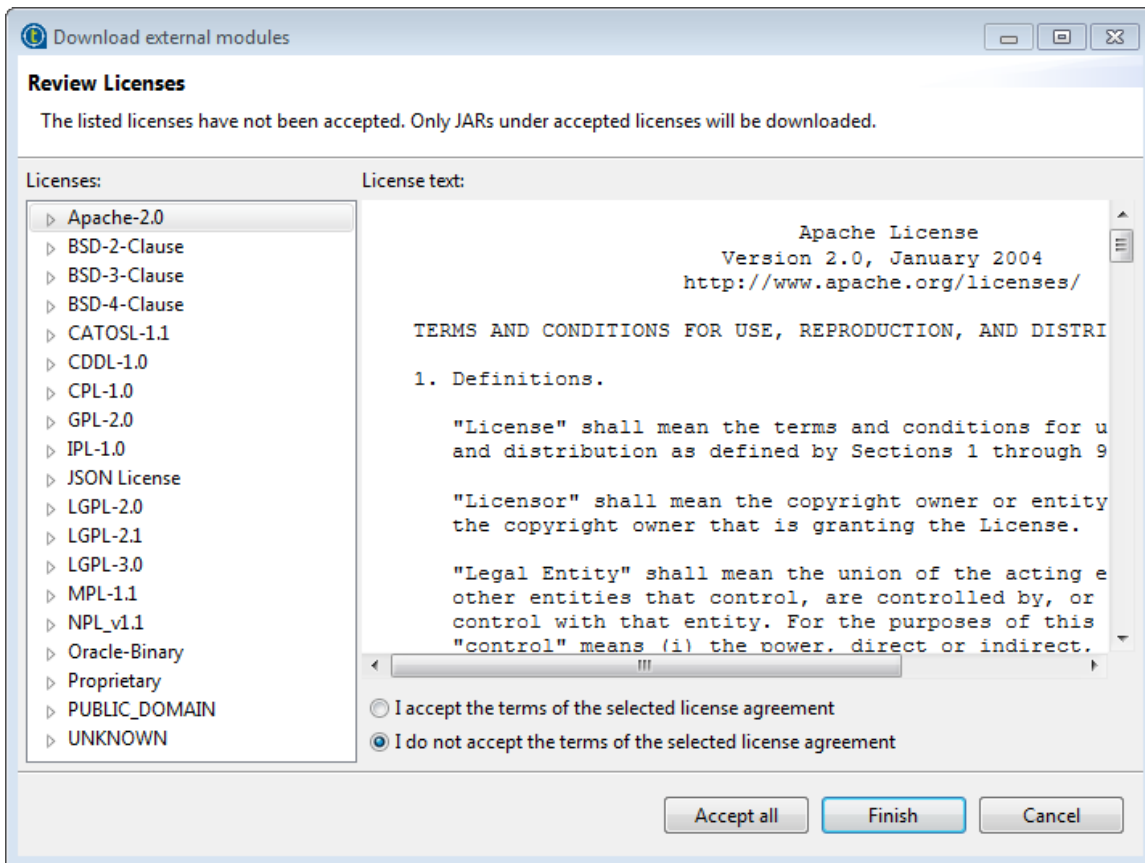 Download external modules
Review Licenses
The listed licenses have not been accepted. Only JARs under accepted licenses will be downloaded.
Licenses:
Apache-2.0
BSD-2-Clause
BSD-3-Clause
BSD-4-Clause
CATOSL-1.1
CDDL-1.0
CPL-1.0
GPL-2.0
IPL-1.0
JSON License
LGPL-2.0
LGPL-2.1
LGPL-3.0
MPL-1.1
NPL_v1.1
Oracle-Binary
Proprietary
PUBLIC_DOMAIN
UNKNOWN
License text:
Apache License
Version 2.0, January 2004
http://www.apache.org/licenses/
TERMS AND CONDITIONS FOR USE, REPRODUCTION, AND DISTRI
1. Definitions.
"License" shall mean the terms and conditions for u
and distribution as defined by Sections 1 through 9
"Licensor" shall mean the copyright owner or entity
the copyright owner that is granting the License.
"Legal Entity" shall mean the union of the acting e
other entities that control, are controlled by, or
control with that entity. For the purposes of this
"control" means (i) the power, direct or indirect,
I accept the terms of the selected license agreement
I do not accept the terms of the selected license agreement
Accept all
Finish
Cancel